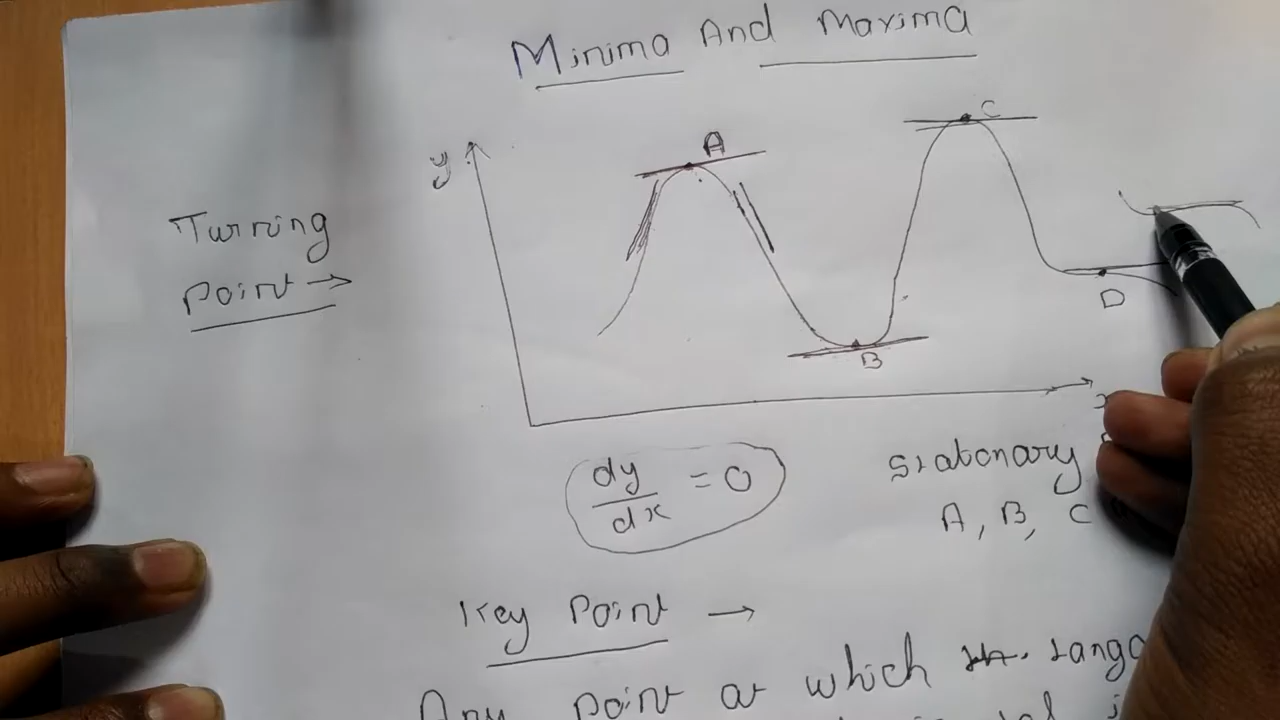 Minima And Maxima
y
A
C
Turning
Point →
D
B
dy/dx = 0
Stationary
A, B, C
Key Point →
Any Point at which